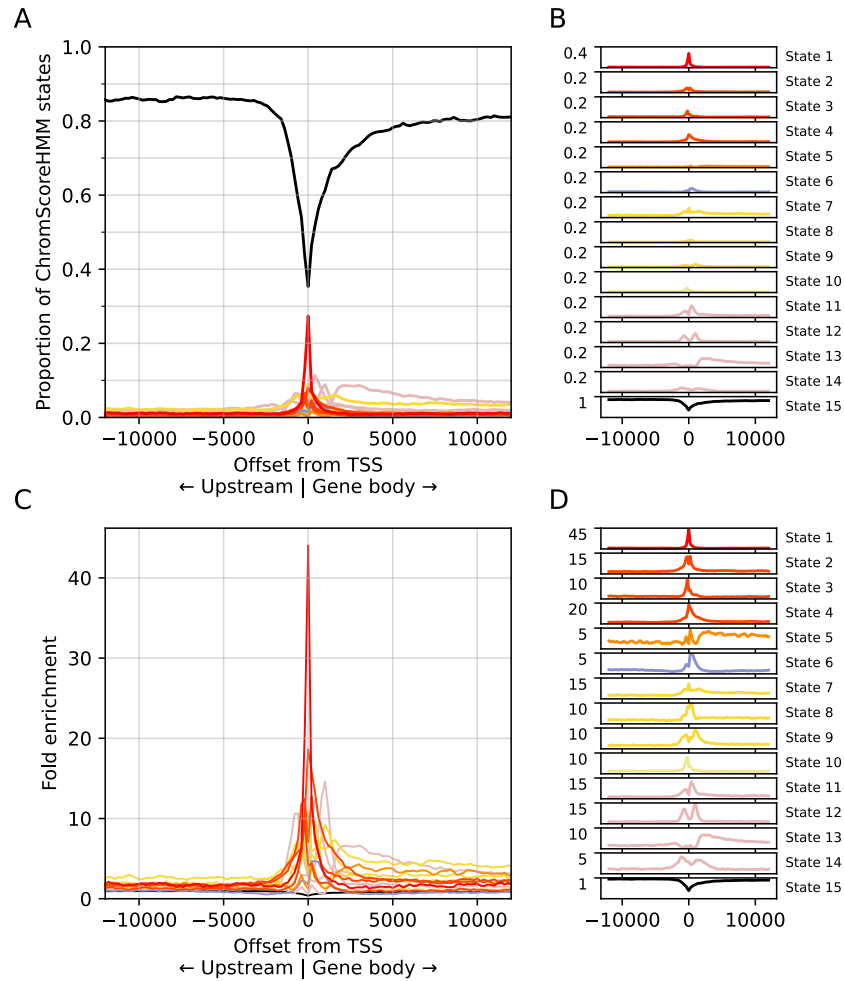 A
Proportion of ChromScoreHMM states
1.0
0.8
0.6
0.4
0.2
0.0
−10000 −5000 0 5000 10000
Offset from TSS
← Upstream | Gene body →
B
0.4 State 1
0.2 State 2
0.2 State 3
0.2 State 4
0.2 State 5
0.2 State 6
0.2 State 7
0.2 State 8
0.2 State 9
0.2 State 10
0.2 State 11
0.2 State 12
0.2 State 13
0.2 State 14
1 State 15
−10000 0 10000
C
Fold enrichment
40
30
20
10
0
−10000 −5000 0 5000 10000
Offset from TSS
← Upstream | Gene body →
D
45 State 1
15 State 2
10 State 3
20 State 4
5 State 5
5 State 6
15 State 7
10 State 8
10 State 9
10 State 10
15 State 11
15 State 12
10 State 13
5 State 14
1 State 15
−10000 0 10000